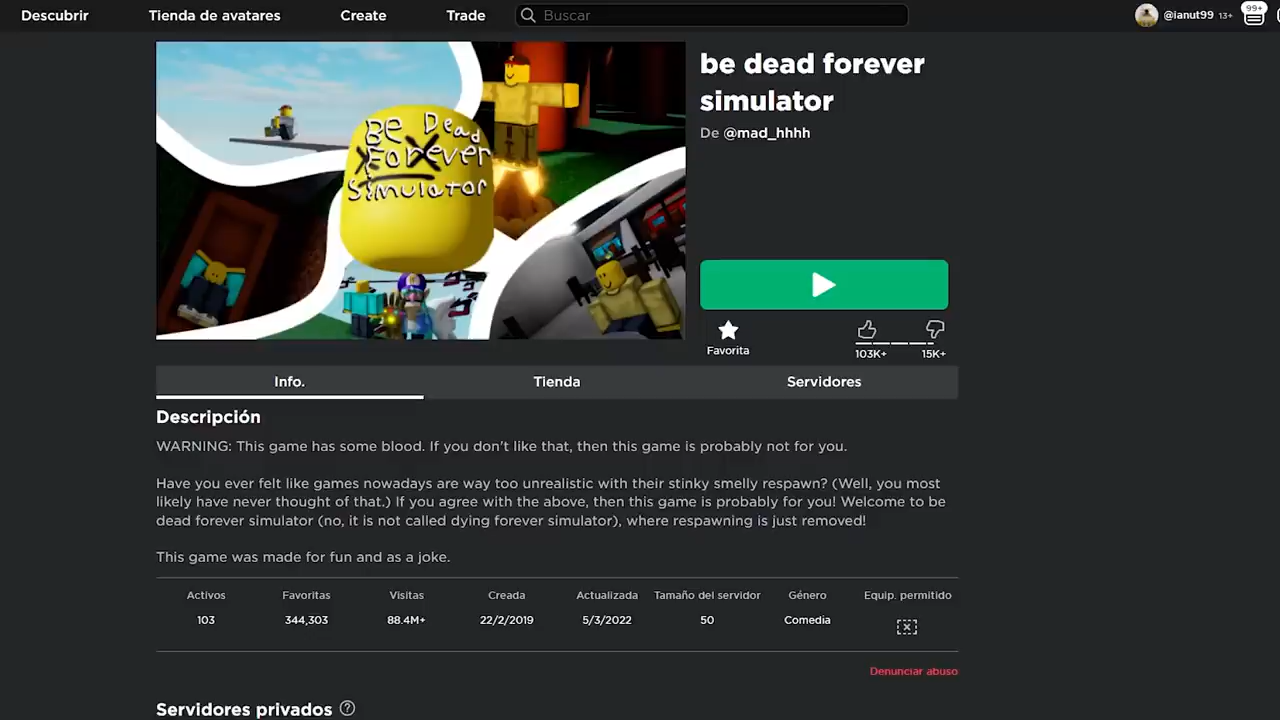 Descubrir
Tienda de avatares
Create
Trade
Buscar
@ianut99 13+
99+
be dead forever
simulator
De @mad_hhhh
Be Dead
Forever
Simulator
Favorita
103K+
15K+
Info.
Tienda
Servidores
Descripción
WARNING: This game has some blood. If you don't like that, then this game is probably not for you.
Have you ever felt like games nowadays are way too unrealistic with their stinky smelly respawn? (Well, you most
likely have never thought of that.) If you agree with the above, then this game is probably for you! Welcome to be
dead forever simulator (no, it is not called dying forever simulator), where respawning is just removed!
This game was made for fun and as a joke.
Activos
Favoritas
Visitas
Creada
Actualizada
Tamaño del servidor
Género
Equip. permitido
103
344,303
88.4M+
22/2/2019
5/3/2022
50
Comedia
Denunciar abuso
Servidores privados